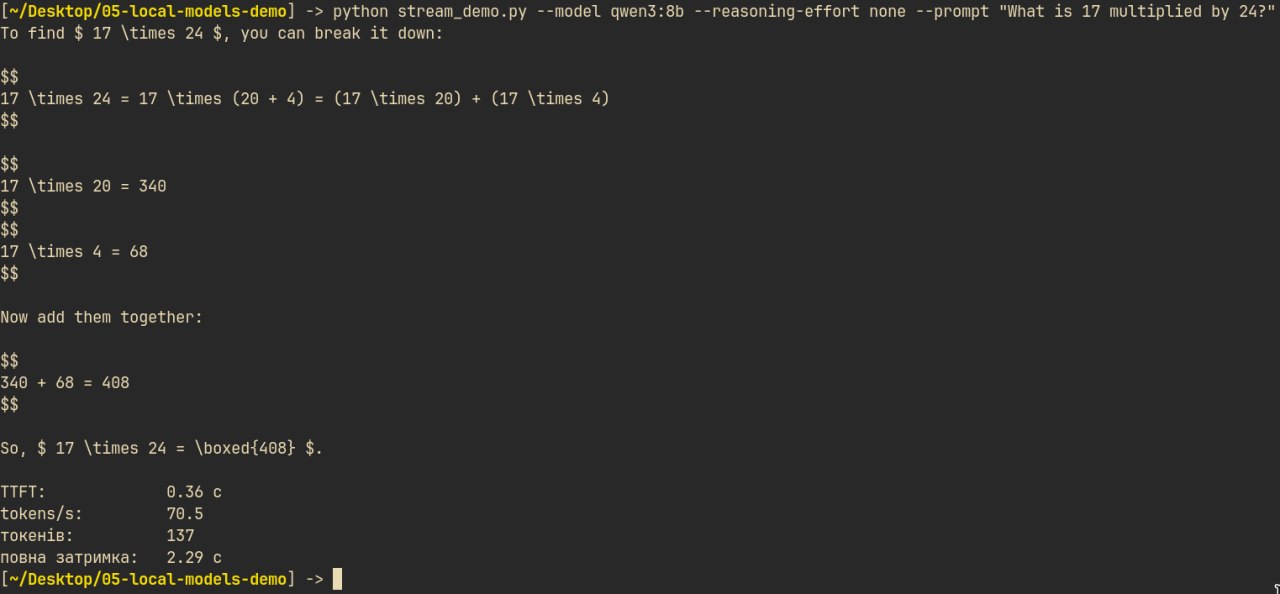 [~/Desktop/05-local-models-demo] -> python stream_demo.py --model qwen3:8b --reasoning-effort none --prompt "What is 17 multiplied by 24?"
To find $ 17 \times 24 $, you can break it down:
$$
17 \times 24 = 17 \times (20 + 4) = (17 \times 20) + (17 \times 4)
$$
$$
17 \times 20 = 340
$$
$$
17 \times 4 = 68
$$
Now add them together:
$$
340 + 68 = 408
$$
So, $ 17 \times 24 = \boxed{408} $.
TTFT: 0.36 с
tokens/s: 70.5
токенів: 137
повна затримка: 2.29 с
[~/Desktop/05-local-models-demo] ->